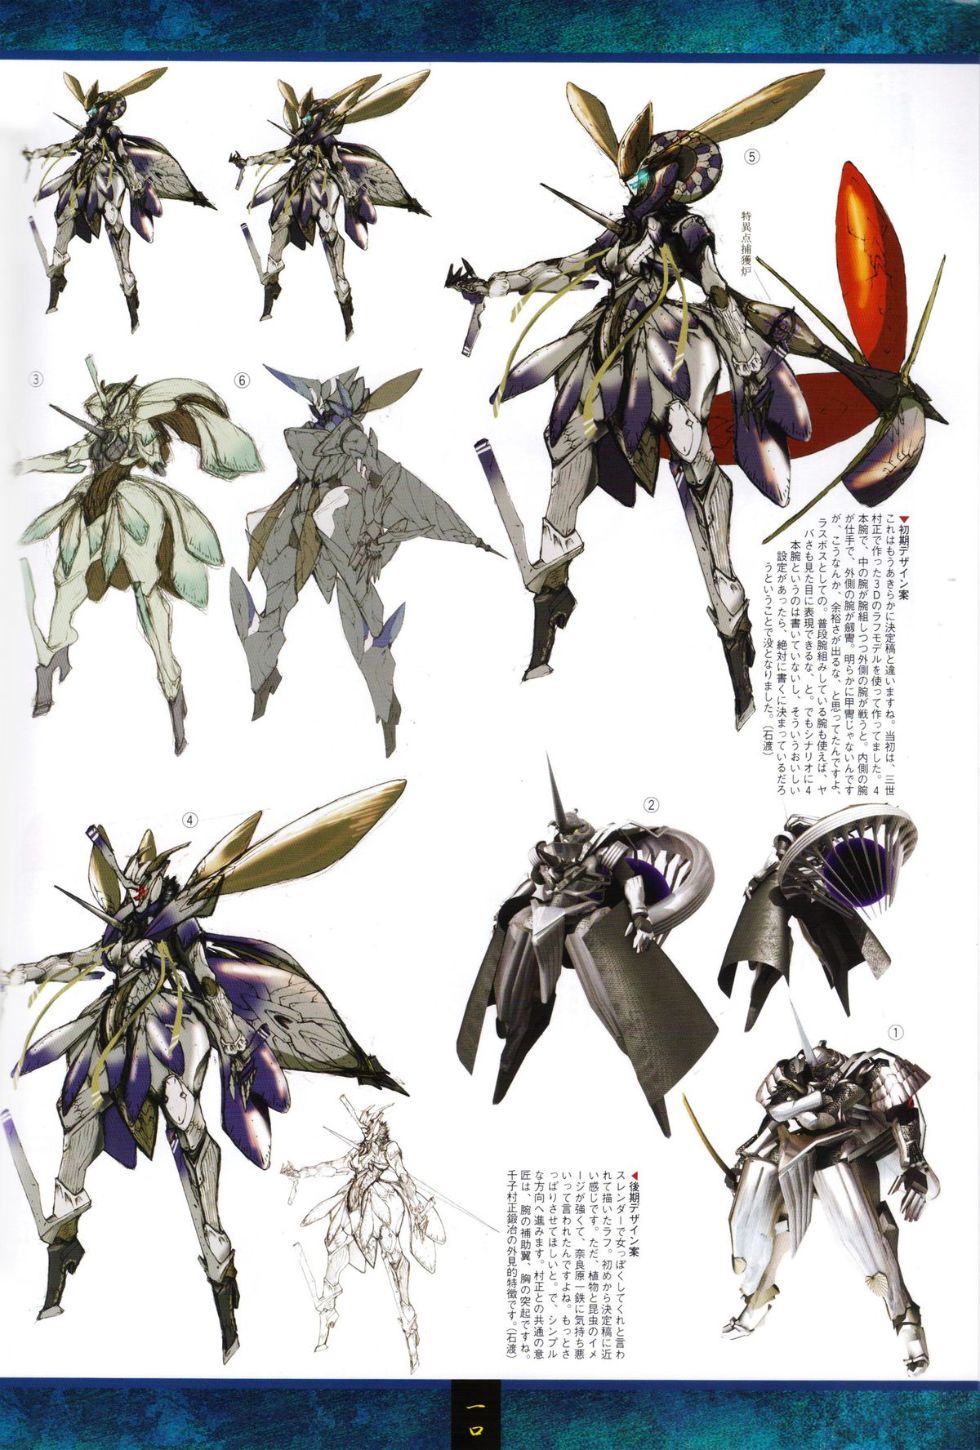 ⑤
特異点捕獲炉
③
⑥
▼初期デザイン案
これはもうあきらかに決定稿と違いますね。当初は、三世
村正で作った3Dのラフモデルを使って作ってました。4
本腕で、中の腕が腕組しつつ外側の腕が戦うと。内側の腕
が仕手で、外側の腕が劔冑。明らかに甲冑じゃないんです
が、こうなんか、余裕さが出るな、と思ってたんですよ、
ラスボスとしての。普段腕組みしている腕も使えば、ヤ
バさも見た目に表現できるな、と。でもシナリオに4
本腕というのは書いていないし、そういうおいしい
設定があったら、絶対に書くに決まっているだろ
うということで没となりました。（石渡）
④
②
①
◀後期デザイン案
スレンダーで女っぽくしてくれと言わ
れて描いたラフ。初めから決定稿に近
い感じです。ただ、植物と昆虫のイメ
ージが強くて、奈良原一鉄に気持ち悪
いって言われたんですよね。もっとさ
っぱりさせてほしいと。で、シンプル
な方向へ進みます。村正との共通の意
匠は、腕の補助翼、胸の突起ですね。
千子村正鍛冶の外見的特徴です。（石渡）
一〇